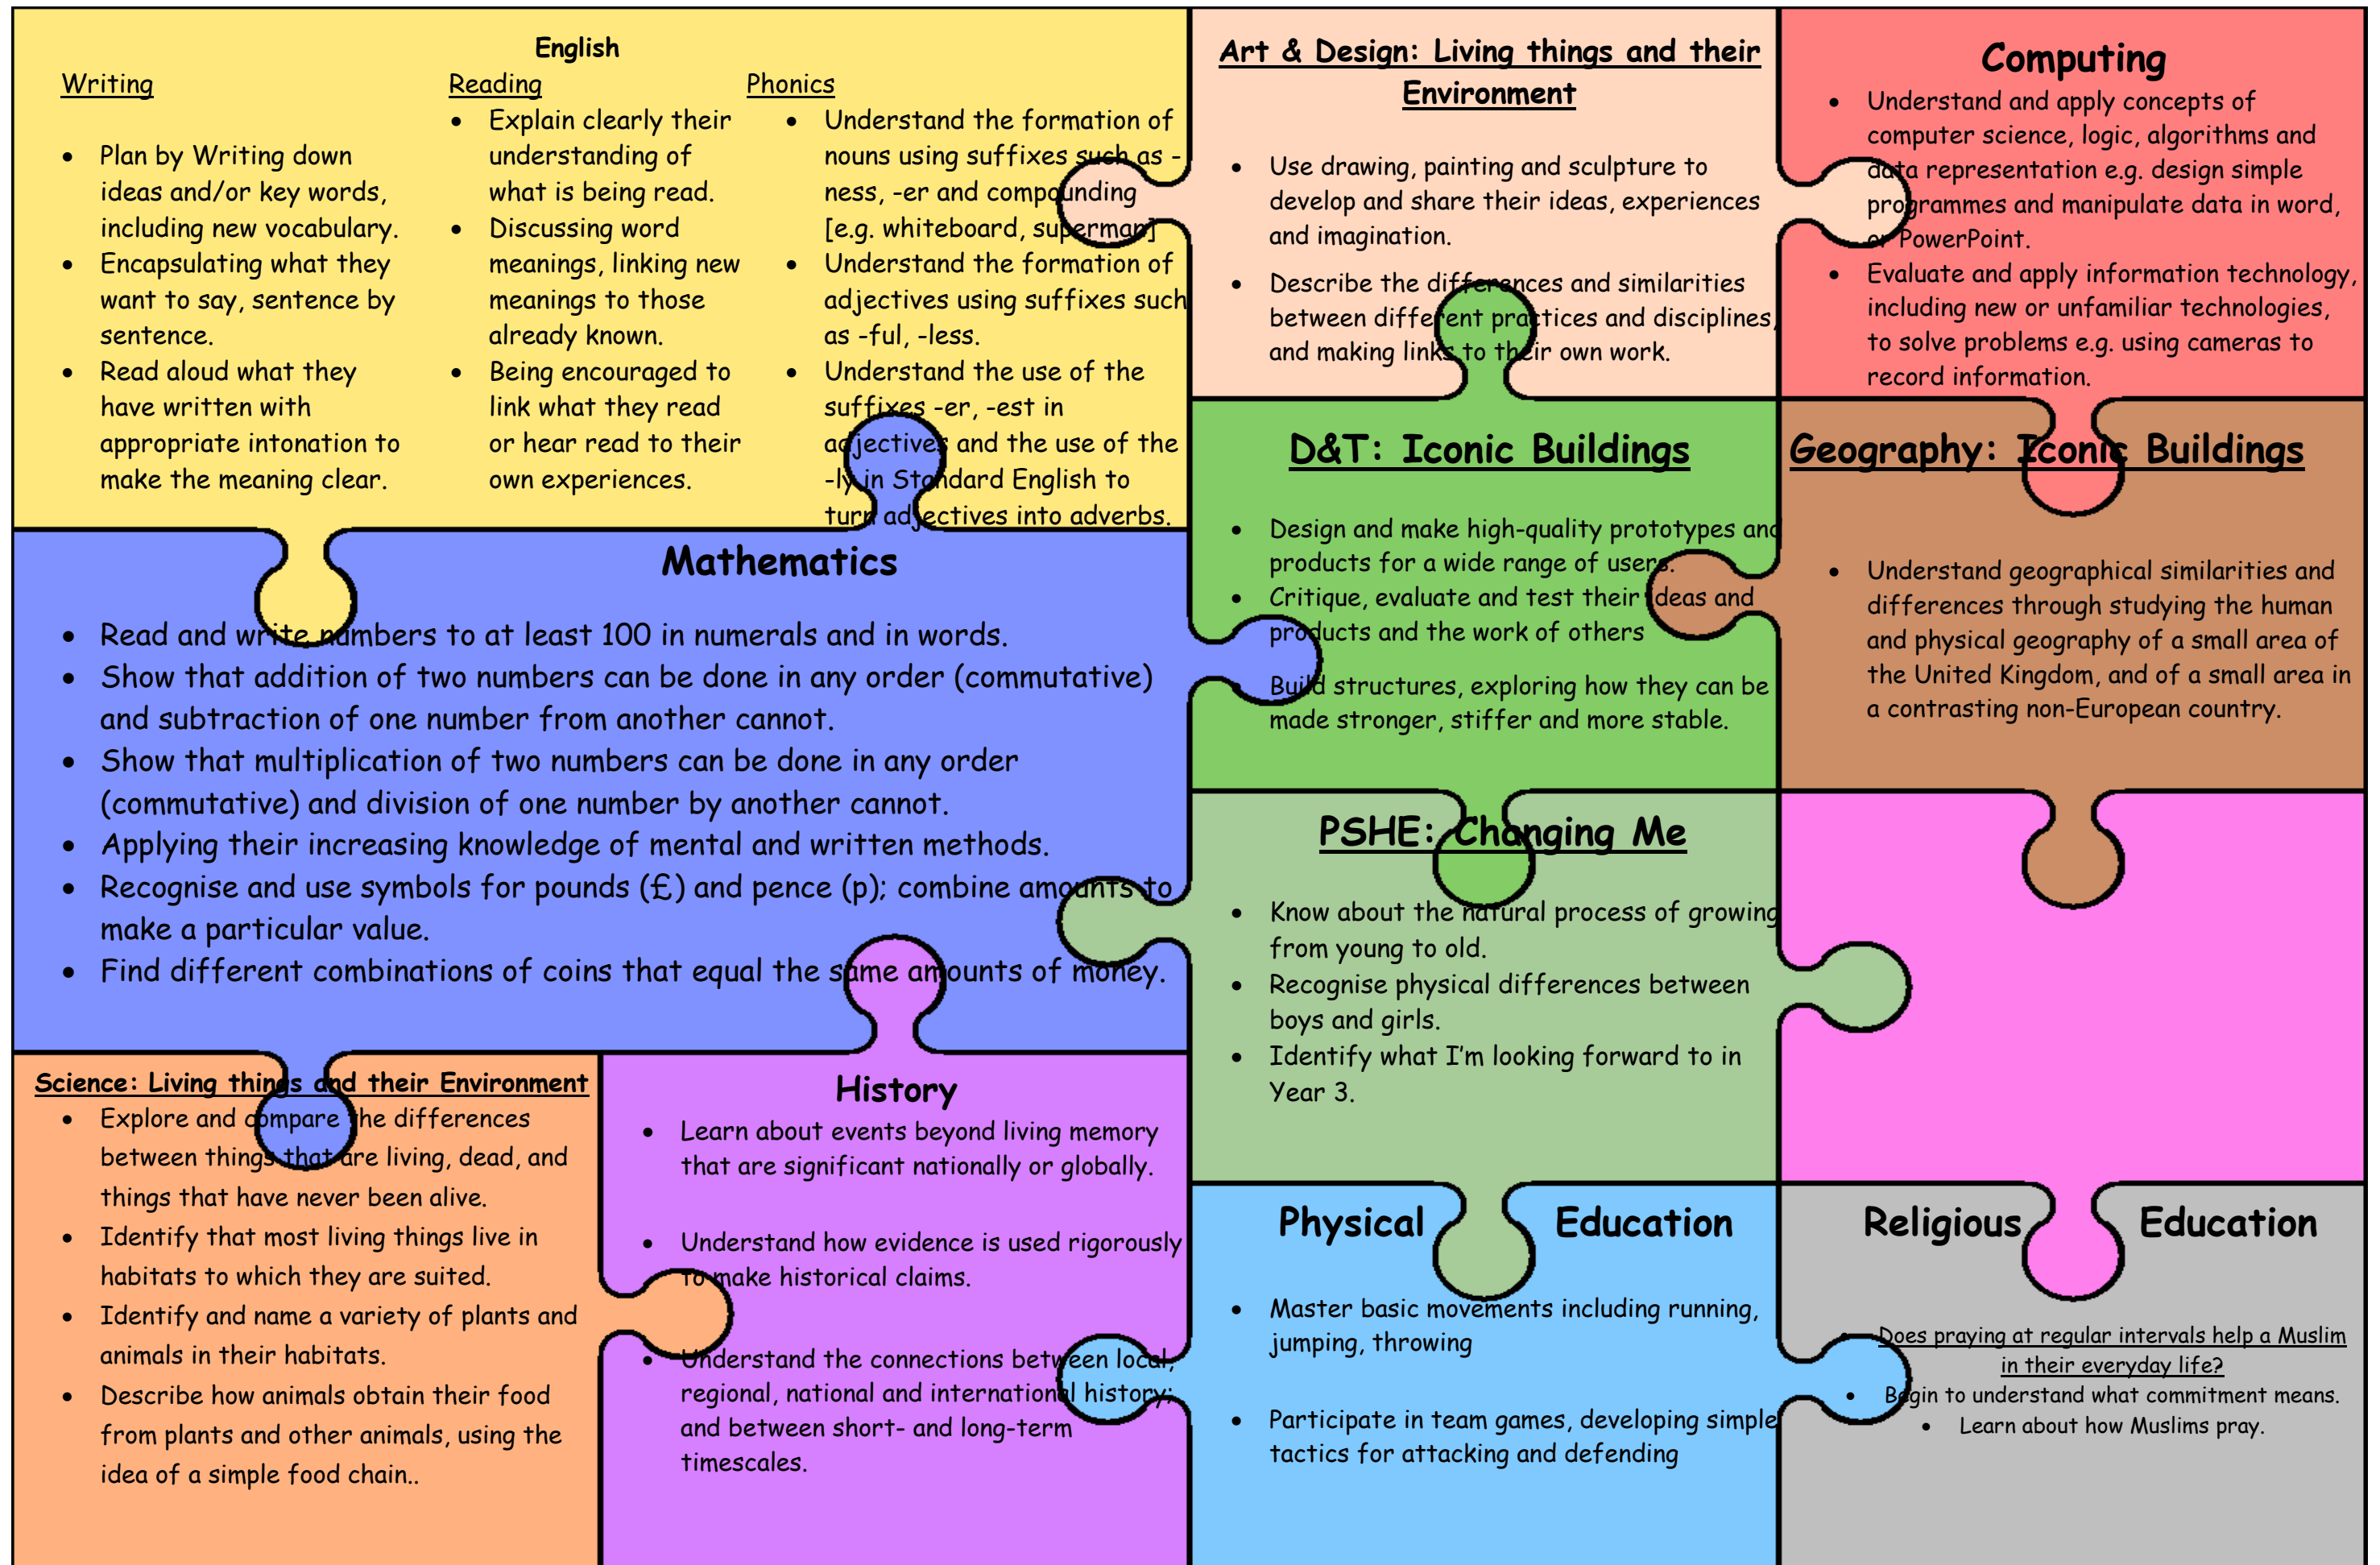 English
Writing
• Plan by Writing down
ideas and/or key words,
including new vocabulary.
• Encapsulating what they
want to say, sentence by
sentence.
• Read aloud what they
have written with
appropriate intonation to
make the meaning clear.
Reading
• Explain clearly their
understanding of
what is being read.
• Discussing word
meanings, linking new
meanings to those
already known.
• Being encouraged to
link what they read
or hear read to their
own experiences.
Phonics
• Understand the formation of
nouns using suffixes such as -
ness, -er and compounding
[e.g. whiteboard, superman]
• Understand the formation of
adjectives using suffixes such
as -ful, -less.
• Understand the use of the
suffixes -er, -est in
adjectives and the use of the
-ly in Standard English to
turn adjectives into adverbs.
Art & Design: Living things and their
Environment
• Use drawing, painting and sculpture to
develop and share their ideas, experiences
and imagination.
• Describe the differences and similarities
between different practices and disciplines,
and making links to their own work.
Computing
• Understand and apply concepts of
computer science, logic, algorithms and
data representation e.g. design simple
programmes and manipulate data in word,
or PowerPoint.
• Evaluate and apply information technology,
including new or unfamiliar technologies,
to solve problems e.g. using cameras to
record information.
D&T: Iconic Buildings
• Design and make high-quality prototypes and
products for a wide range of users.
• Critique, evaluate and test their ideas and
products and the work of others
• Build structures, exploring how they can be
made stronger, stiffer and more stable.
Geography: Iconic Buildings
• Understand geographical similarities and
differences through studying the human
and physical geography of a small area of
the United Kingdom, and of a small area in
a contrasting non-European country.
Mathematics
• Read and write numbers to at least 100 in numerals and in words.
• Show that addition of two numbers can be done in any order (commutative)
and subtraction of one number from another cannot.
• Show that multiplication of two numbers can be done in any order
(commutative) and division of one number by another cannot.
• Applying their increasing knowledge of mental and written methods.
• Recognise and use symbols for pounds (£) and pence (p); combine amounts to
make a particular value.
• Find different combinations of coins that equal the same amounts of money.
PSHE: Changing Me
• Know about the natural process of growing
from young to old.
• Recognise physical differences between
boys and girls.
• Identify what I’m looking forward to in
Year 3.
Science: Living things and their Environment
• Explore and compare the differences
between things that are living, dead, and
things that have never been alive.
• Identify that most living things live in
habitats to which they are suited.
• Identify and name a variety of plants and
animals in their habitats.
• Describe how animals obtain their food
from plants and other animals, using the
idea of a simple food chain..
History
• Learn about events beyond living memory
that are significant nationally or globally.
• Understand how evidence is used rigorously
to make historical claims.
• Understand the connections between local,
regional, national and international history;
and between short- and long-term
timescales.
Physical Education
• Master basic movements including running,
jumping, throwing
• Participate in team games, developing simple
tactics for attacking and defending
Religious Education
• Does praying at regular intervals help a Muslim
in their everyday life?
• Begin to understand what commitment means.
• Learn about how Muslims pray.